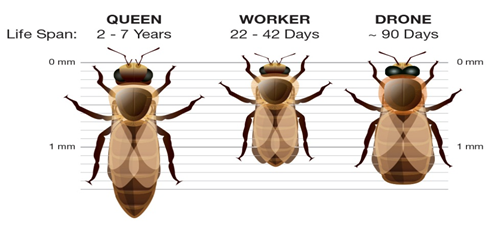 QUEEN WORKER DRONE
Life Span: 2 - 7 Years 22 - 42 Days ~ 90 Days
0 mm 0 mm
1 mm 1 mm